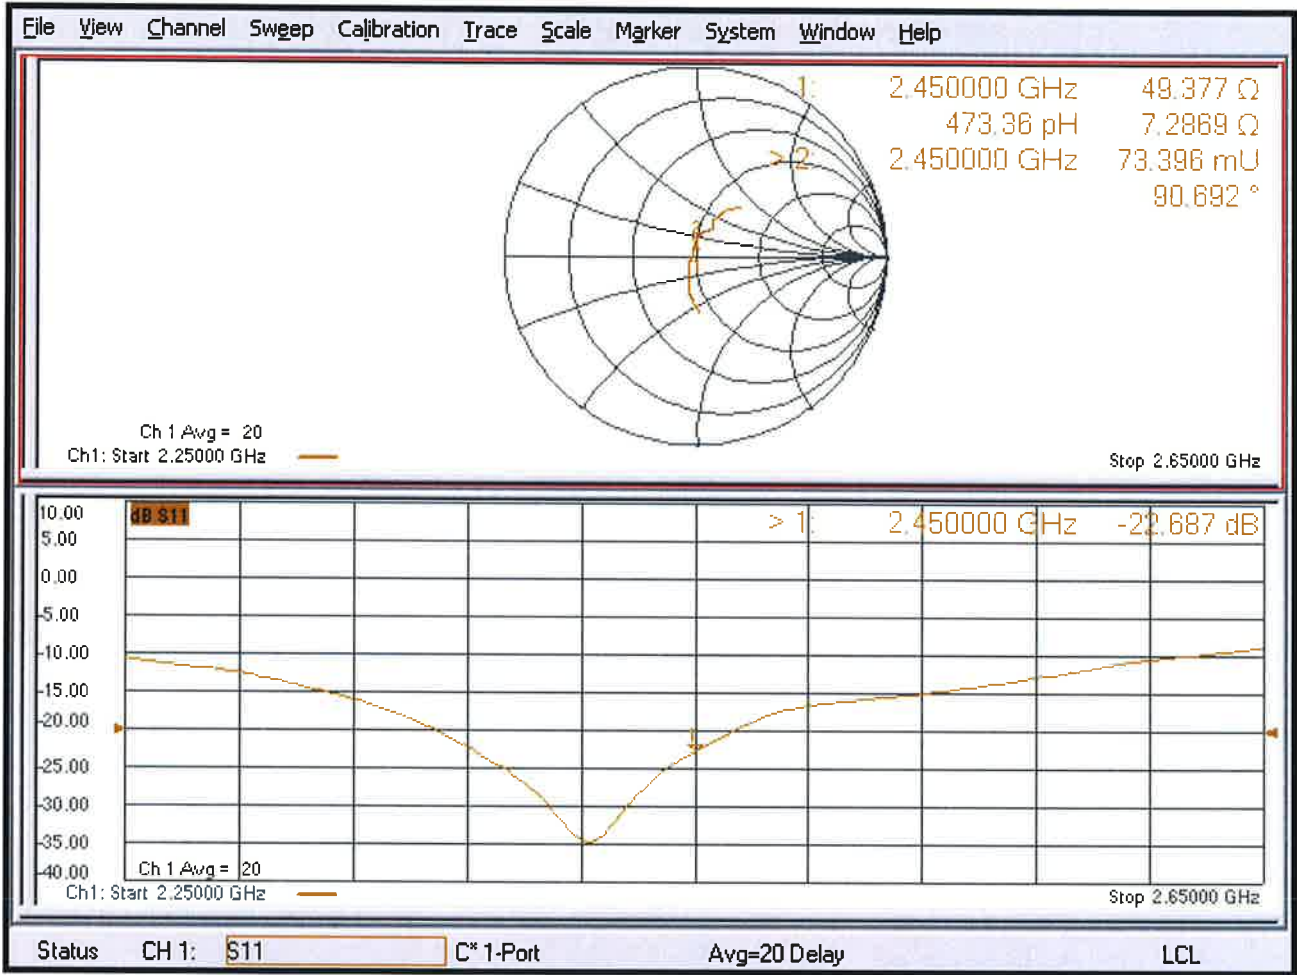 File View Channel Sweep Calibration Trace Scale Marker System Window Help
1: 2.450000 GHz 49.377 Ω
473.36 pH 7.2869 Ω
> 2: 2.450000 GHz 73.396 mU
90.692 °
Ch 1 Avg = 20
Ch1: Start 2.25000 GHz
Stop 2.65000 GHz
10.00
dB S11
> 1: 2.450000 GHz -22.687 dB
5.00
0.00
-5.00
-10.00
-15.00
-20.00
1
-25.00
-30.00
-35.00
-40.00
Ch 1 Avg = 20
Ch1: Start 2.25000 GHz
Stop 2.65000 GHz
Status CH 1: S11 C* 1-Port Avg=20 Delay LCL